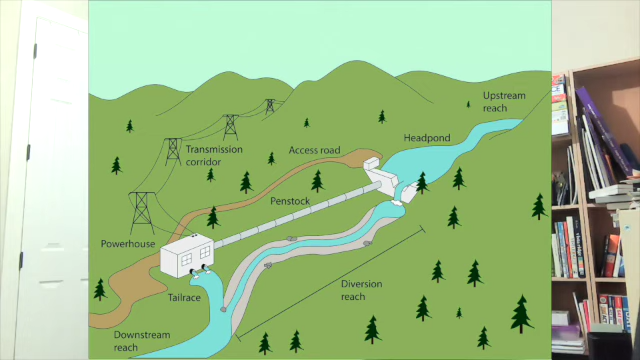 Upstream
reach
Headpond
Access road
Transmission
corridor
Penstock
Powerhouse
Diversion
reach
Tailrace
Downstream
reach